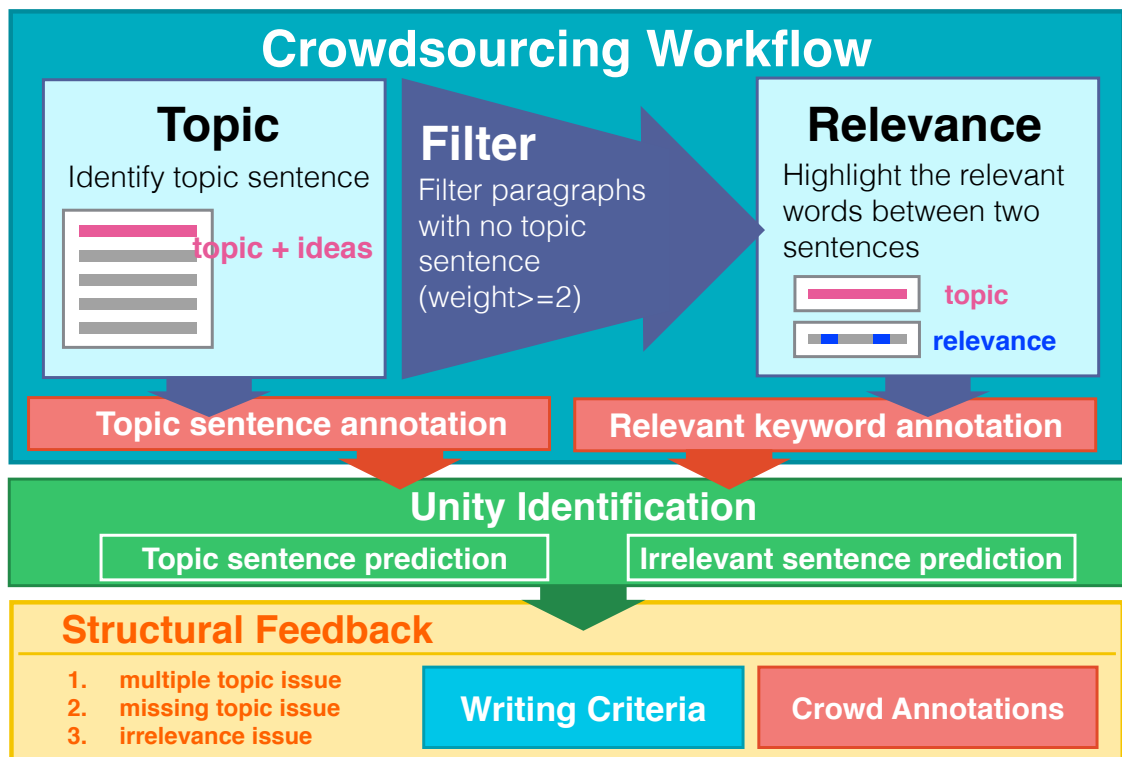 Crowdsourcing Workflow
Topic
Identify topic sentence
topic + ideas
Filter
Filter paragraphs
with no topic
sentence
(weight>=2)
Relevance
Highlight the relevant
words between two
sentences
topic
relevance
Topic sentence annotation
Relevant keyword annotation
Unity Identification
Topic sentence prediction
Irrelevant sentence prediction
Structural Feedback
1. multiple topic issue
2. missing topic issue
3. irrelevance issue
Writing Criteria
Crowd Annotations